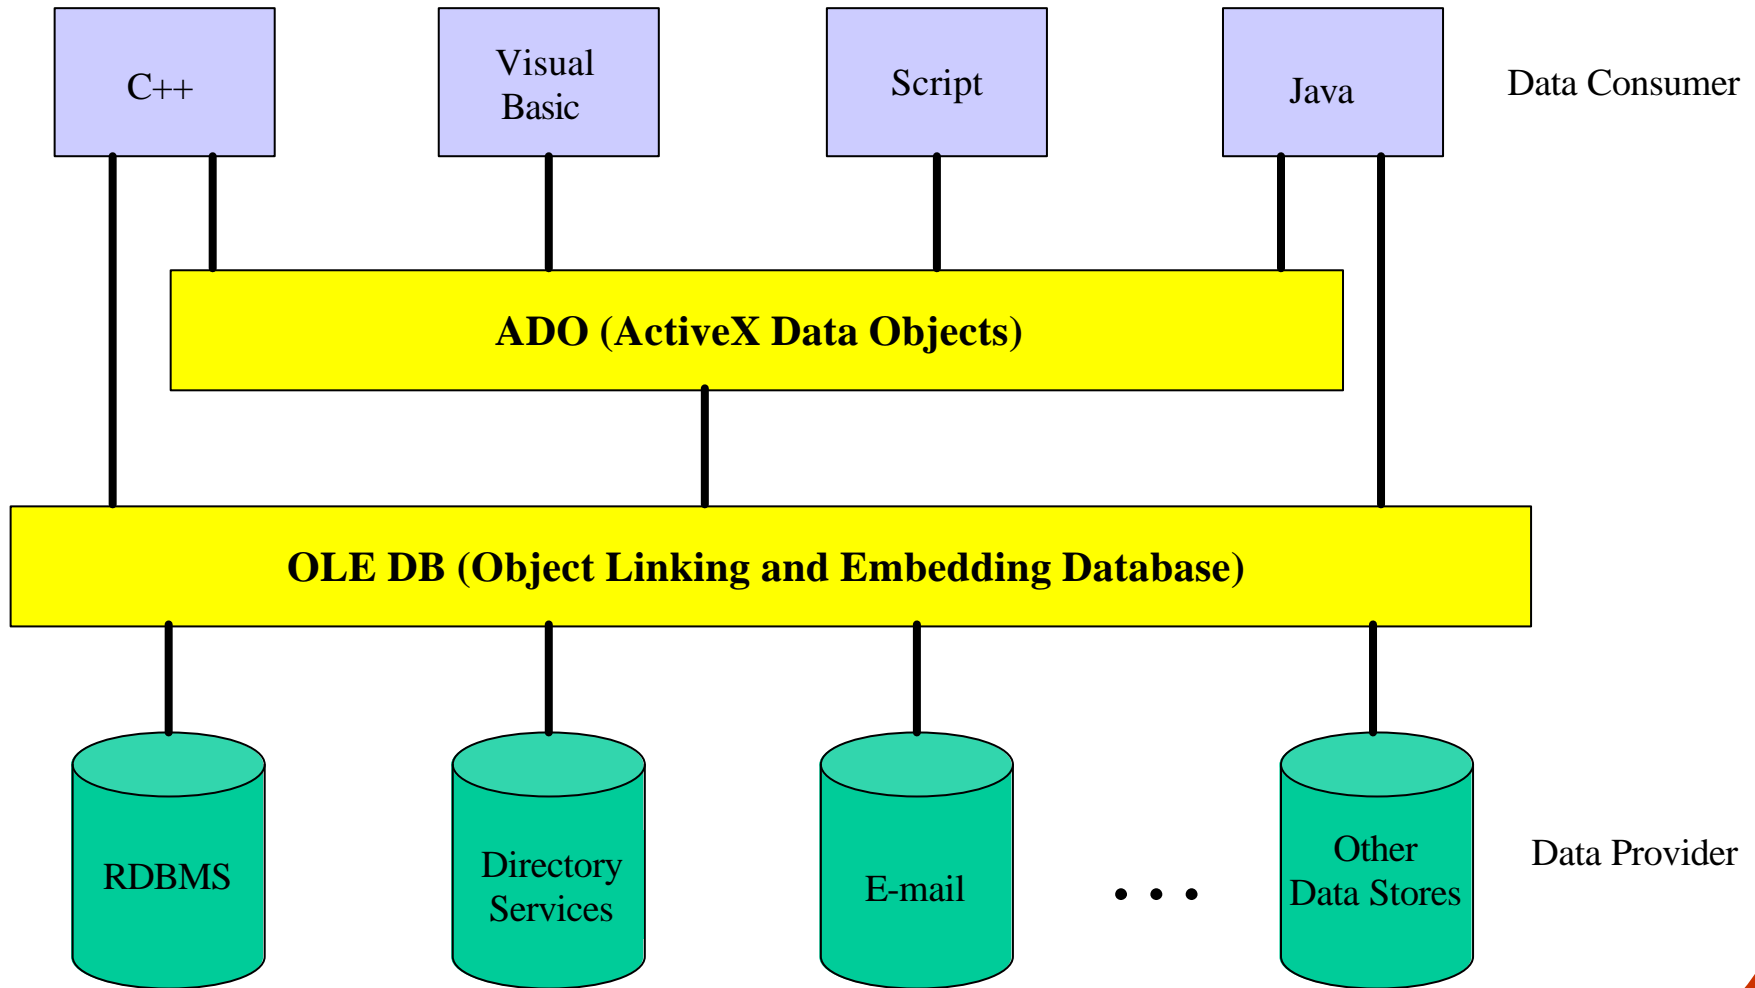 C++
Visual
Basic
Script
Java
Data Consumer
ADO (ActiveX Data Objects)
OLE DB (Object Linking and Embedding Database)
RDBMS
Directory
Services
E-mail
. . .
Other
Data Stores
Data Provider